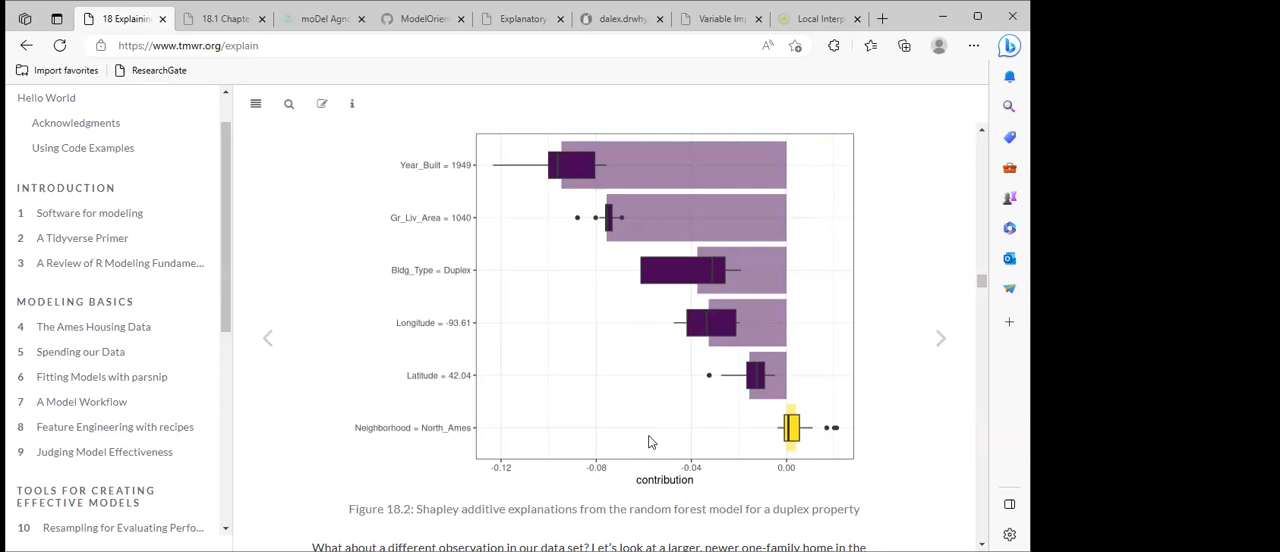 18 Explaining
18.1 Chapte
moDel Agno
ModelOrien
Explanatory
dalex.drwhy
Variable Imp
Local Interp
https://www.tmwr.org/explain
Import favorites
ResearchGate
Hello World
Acknowledgments
Using Code Examples
INTRODUCTION
1 Software for modeling
2 A Tidyverse Primer
3 A Review of R Modeling Fundame...
MODELING BASICS
4 The Ames Housing Data
5 Spending our Data
6 Fitting Models with parsnip
7 A Model Workflow
8 Feature Engineering with recipes
9 Judging Model Effectiveness
TOOLS FOR CREATING
EFFECTIVE MODELS
10 Resampling for Evaluating Perfo...
Year_Built = 1949
Gr_Liv_Area = 1040
Bldg_Type = Duplex
Longitude = -93.61
Latitude = 42.04
Neighborhood = North_Ames
-0.12 -0.08 -0.04 0.00
contribution
Figure 18.2: Shapley additive explanations from the random forest model for a duplex property
What about a different observation in our data set? Let's look at a larger, newer one-family home in the